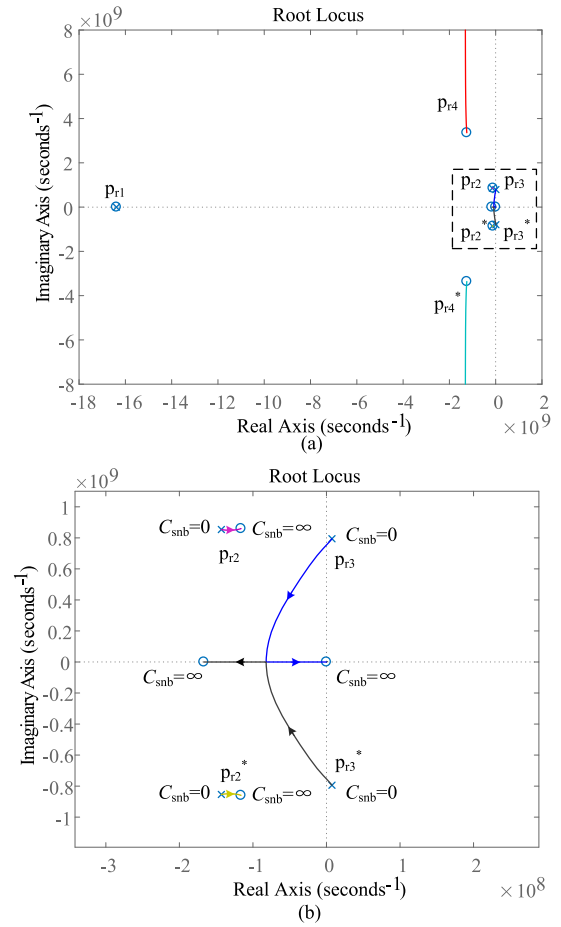 Root Locus
×10⁹
8
6
4
2
0
-2
-4
-6
-8
p_r4
p_r1
p_r2
p_r3
p_r2*
p_r3*
p_r4*
Imaginary Axis (seconds⁻¹)
-18 -16 -14 -12 -10 -8 -6 -4 -2 0 2
Real Axis (seconds⁻¹)
×10⁹
(a)
Root Locus
×10⁹
1
0.8
0.6
0.4
0.2
0
-0.2
-0.4
-0.6
-0.8
-1
C_snb=0 C_snb=∞ C_snb=0
p_r2
p_r3
C_snb=∞ C_snb=∞
p_r2* p_r3*
C_snb=0 C_snb=∞ C_snb=0
Imaginary Axis (seconds⁻¹)
-3 -2 -1 0 1 2
Real Axis (seconds⁻¹)
×10⁸
(b)